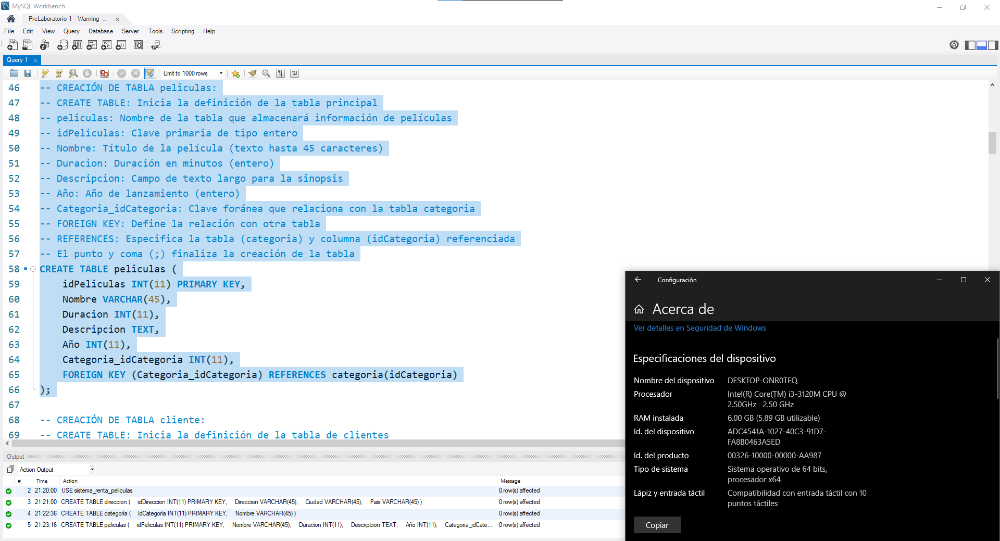 MySQL Workbench
PreLaboratorio 1 - Warning -...
File Edit View Query Database Server Tools Scripting Help
Query 1
Limit to 1000 rows
46 -- CREACIÓN DE TABLA peliculas:
47 -- CREATE TABLE: Inicia la definición de la tabla principal
48 -- peliculas: Nombre de la tabla que almacenará información de películas
49 -- idPeliculas: Clave primaria de tipo entero
50 -- Nombre: Título de la película (texto hasta 45 caracteres)
51 -- Duracion: Duración en minutos (entero)
52 -- Descripcion: Campo de texto largo para la sinopsis
53 -- Año: Año de lanzamiento (entero)
54 -- Categoria_idCategoria: Clave foránea que relaciona con la tabla categoria
55 -- FOREIGN KEY: Define la relación con otra tabla
56 -- REFERENCES: Especifica la tabla (categoria) y columna (idCategoria) referenciada
57 -- El punto y coma (;) finaliza la creación de la tabla
58 CREATE TABLE peliculas (
59 idPeliculas INT(11) PRIMARY KEY,
60 Nombre VARCHAR(45),
61 Duracion INT(11),
62 Descripcion TEXT,
63 Año INT(11),
64 Categoria_idCategoria INT(11),
65 FOREIGN KEY (Categoria_idCategoria) REFERENCES categoria(idCategoria)
66 );
67
68 -- CREACIÓN DE TABLA cliente:
69 -- CREATE TABLE: Inicia la definición de la tabla de clientes
Output
Action Output
# Time Action Message
2 21:20:00 USE sistema_renta_peliculas 0 row(s) affected
3 21:21:00 CREATE TABLE direccion ( idDireccion INT(11) PRIMARY KEY, Direccion VARCHAR(45), Ciudad VARCHAR(45), Pais VARCHAR(45) ) 0 row(s) affected
4 21:22:36 CREATE TABLE categoria ( idCategoria INT(11) PRIMARY KEY, Nombre VARCHAR(45) ) 0 row(s) affected
5 21:23:16 CREATE TABLE peliculas ( idPeliculas INT(11) PRIMARY KEY, Nombre VARCHAR(45), Duracion INT(11), Descripcion TEXT, Año INT(11), Categoria_idCate... 0 row(s) affected
Configuración
Acerca de
Ver detalles en Seguridad de Windows
Especificaciones del dispositivo
Nombre del dispositivo DESKTOP-ONR0TEQ
Procesador Intel(R) Core(TM) i3-3120M CPU @
2.50GHz 2.50 GHz
RAM instalada 6.00 GB (5.89 GB utilizable)
Id. del dispositivo ADC4541A-1027-40C3-91D7-
FA8B0463A5ED
Id. del producto 00326-10000-00000-AA987
Tipo de sistema Sistema operativo de 64 bits,
procesador x64
Lápiz y entrada táctil Compatibilidad con entrada táctil con 10
puntos táctiles
Copiar